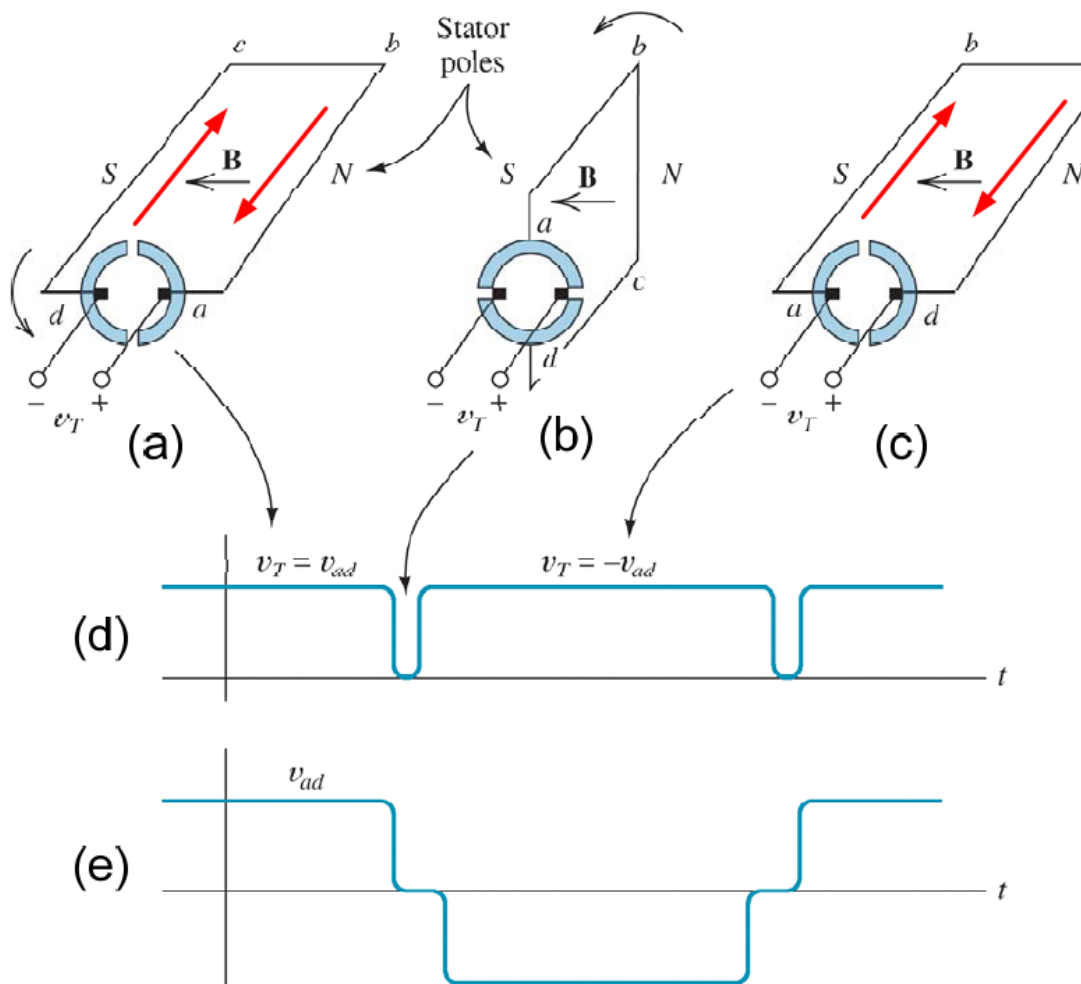 c
b
Stator
poles
b
b
S
B
N
S
B
N
S
B
N
a
c
d
a
d
a
d
− +
v_T
− +
v_T
− +
v_T
(a)
(b)
(c)
v_T = v_ad
v_T = −v_ad
(d)
t
v_ad
(e)
t